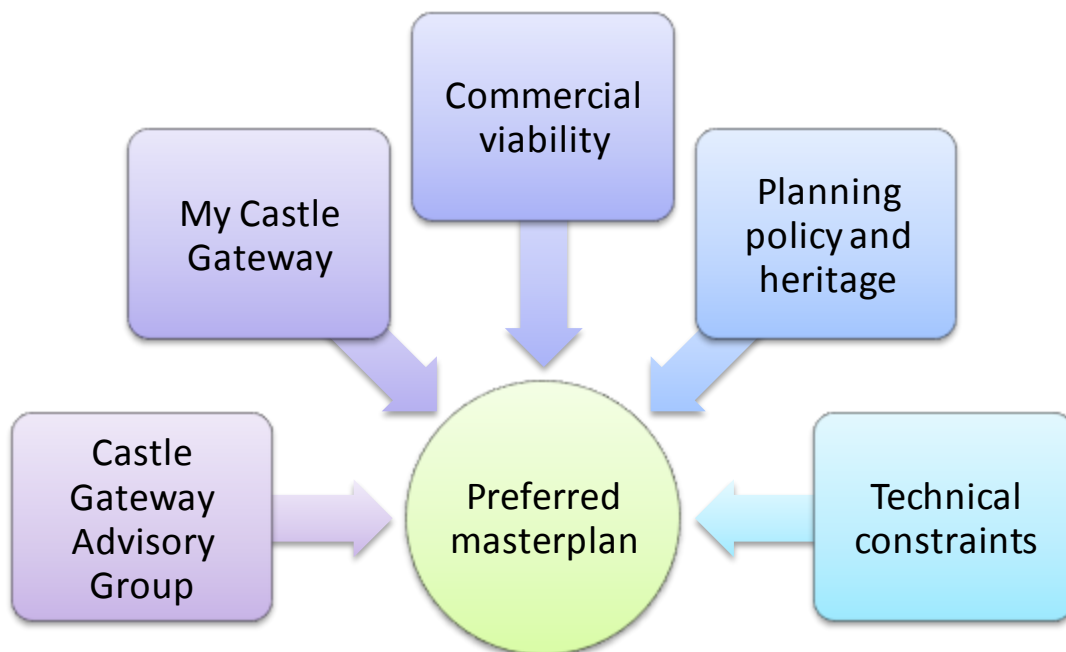 Commercial
viability
My Castle
Gateway
Planning
policy and
heritage
Castle
Gateway
Advisory
Group
Preferred
masterplan
Technical
constraints